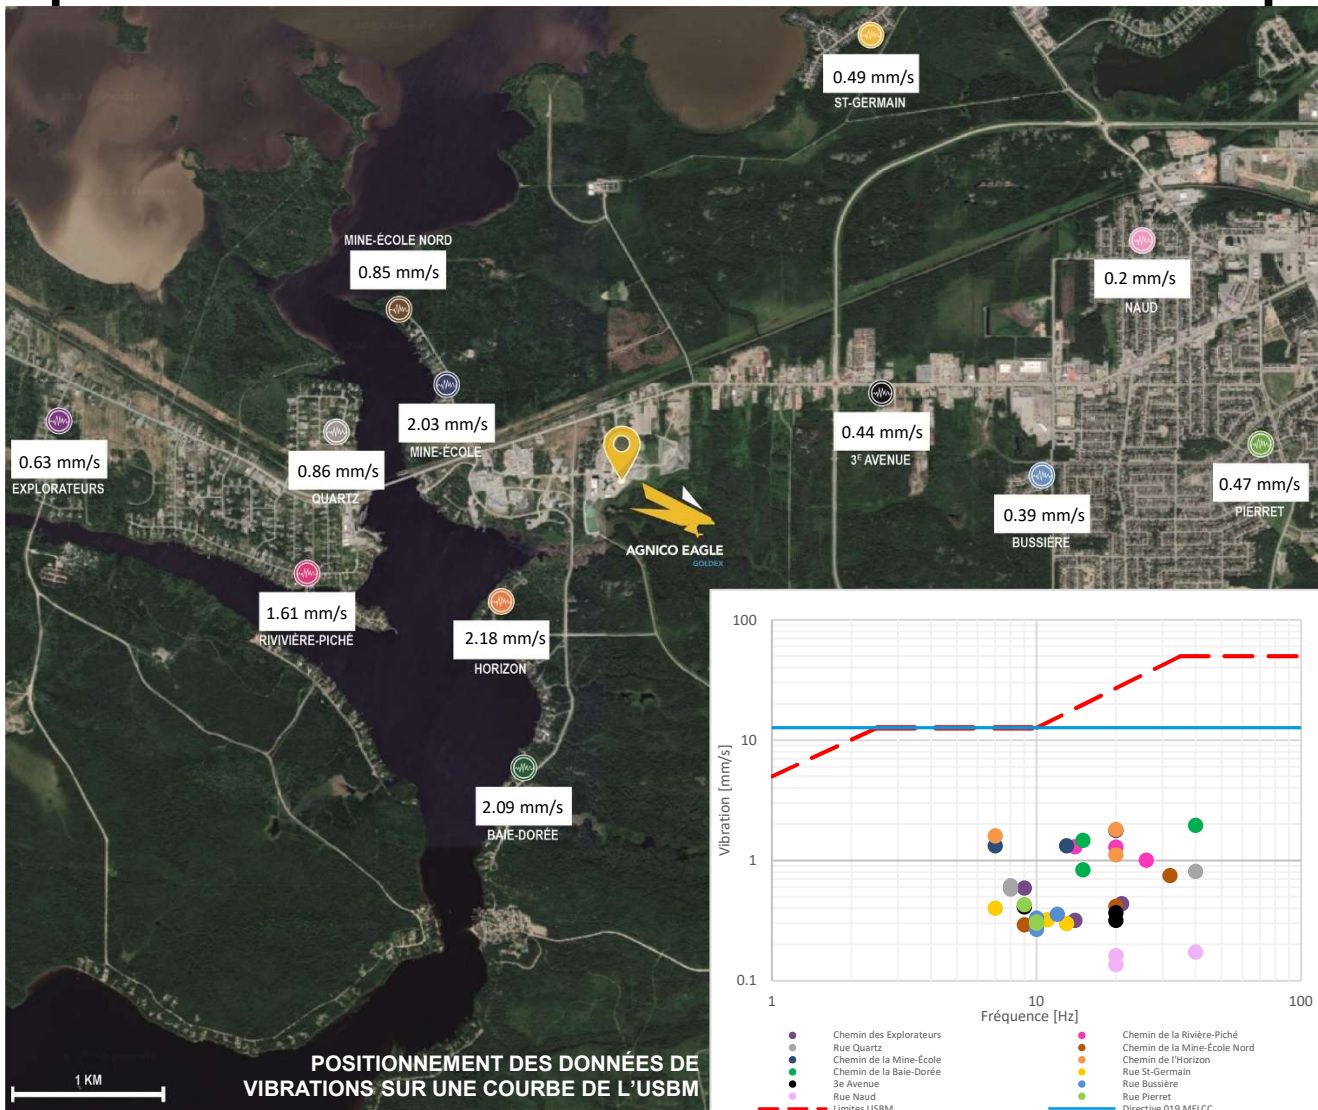 0.49 mm/s
ST-GERMAIN
MINE-ÉCOLE NORD
0.85 mm/s
0.2 mm/s
NAUD
2.03 mm/s
MINE-ÉCOLE
0.63 mm/s
EXPLORATEURS
0.86 mm/s
QUARTZ
0.44 mm/s
3E AVENUE
0.47 mm/s
PIERRET
0.39 mm/s
BUSSIÈRE
AGNICO EAGLE
GOLDEX
1.61 mm/s
RIVIVIÈRE-PICHÉ
2.18 mm/s
HORIZON
2.09 mm/s
BAIE-DORÉE
1 KM
POSITIONNEMENT DES DONNÉES DE
VIBRATIONS SUR UNE COURBE DE L'USBM
100
10
1
0.1
Vibration [mm/s]
1 10 100
Fréquence [Hz]
Chemin des Explorateurs
Chemin de la Rivière-Piché
Rue Quartz
Chemin de la Mine-École Nord
Chemin de la Mine-École
Chemin de l'Horizon
Chemin de la Baie-Dorée
Rue St-Germain
3e Avenue
Rue Bussière
Rue Naud
Rue Pierret
Limites USBM
Directive 019 MELCC